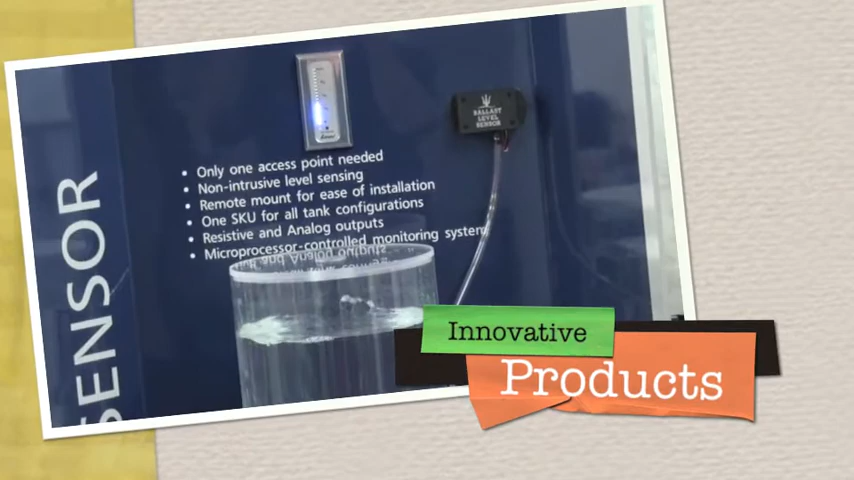 BALLAST
LEVEL
SENSOR
• Only one access point needed
• Non-intrusive level sensing
• Remote mount for ease of installation
• One SKU for all tank configurations
• Resistive and Analog outputs
• Microprocessor-controlled monitoring system
SENSOR
Innovative
Products